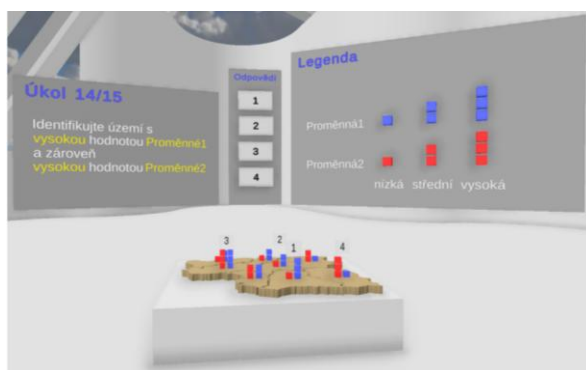 Úkol 14/15
Identifikujte území s
vysokou hodnotou Proměnné1
a zároveň
vysokou hodnotou Proměnné2
Odpovědi
1
2
3
4
Legenda
Proměnná1
Proměnná2
nízká střední vysoká
3
2
1
4